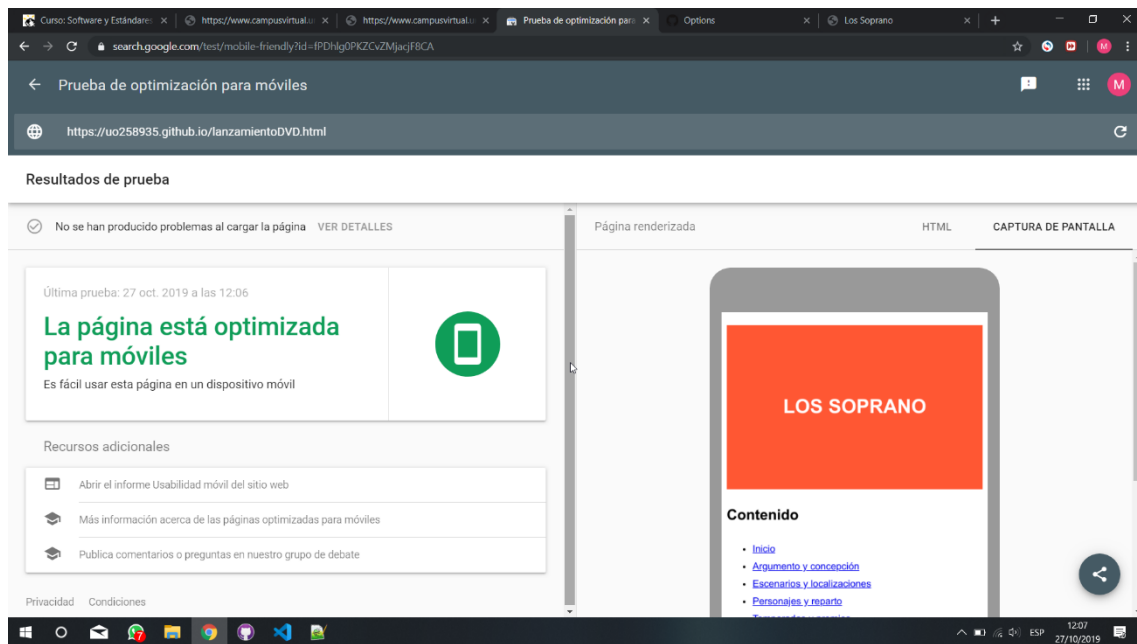 Curso: Software y Estándares
https://www.campusvirtual.u
https://www.campusvirtual.u
Prueba de optimización para
Options
Los Soprano
search.google.com/test/mobile-friendly?id=fPDhlg0PKZCvZMjacjF8CA
M
Prueba de optimización para móviles
M
https://uo258935.github.io/lanzamientoDVD.html
Resultados de prueba
No se han producido problemas al cargar la página VER DETALLES
Página renderizada
HTML
CAPTURA DE PANTALLA
Última prueba: 27 oct. 2019 a las 12:06
La página está optimizada
para móviles
Es fácil usar esta página en un dispositivo móvil
LOS SOPRANO
Recursos adicionales
Abrir el informe Usabilidad móvil del sitio web
Más información acerca de las páginas optimizadas para móviles
Publica comentarios o preguntas en nuestro grupo de debate
Contenido
Inicio
Argumento y concepción
Escenarios y localizaciones
Personajes y reparto
Privacidad Condiciones
ESP
12:07
27/10/2019